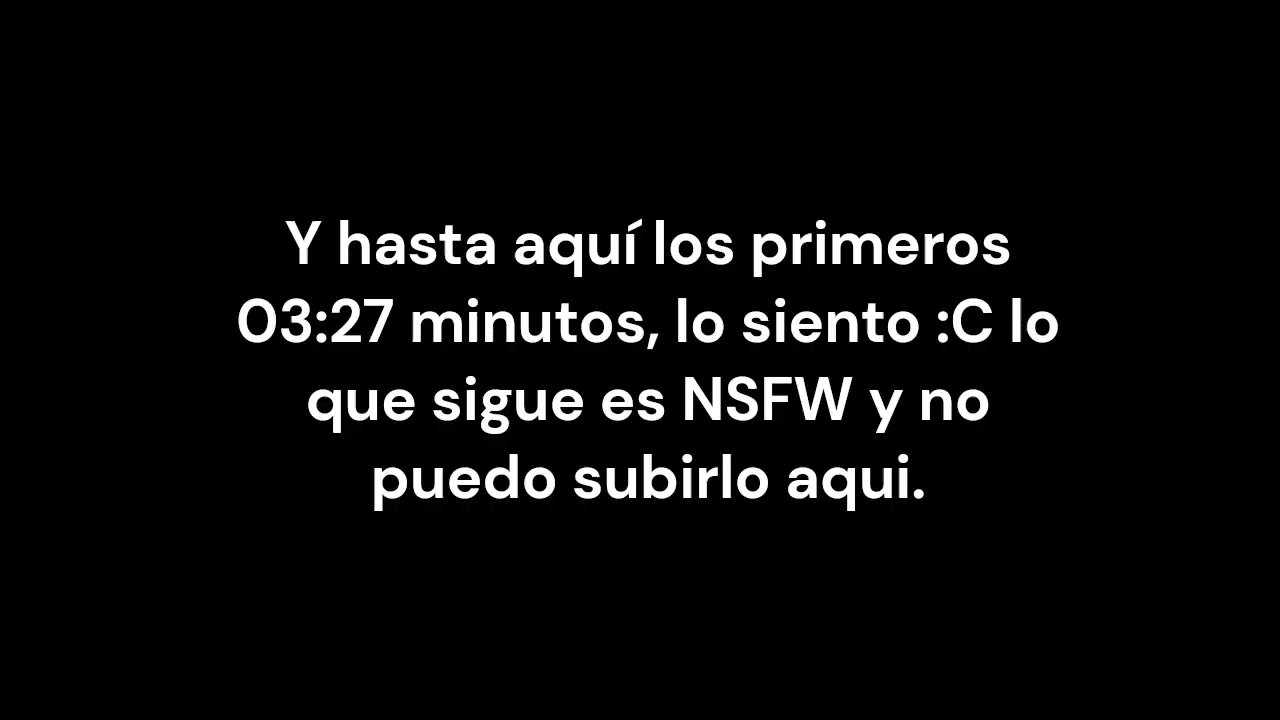 Y hasta aquí los primeros
03:27 minutos, lo siento :C lo
que sigue es NSFW y no
puedo subirlo aqui.